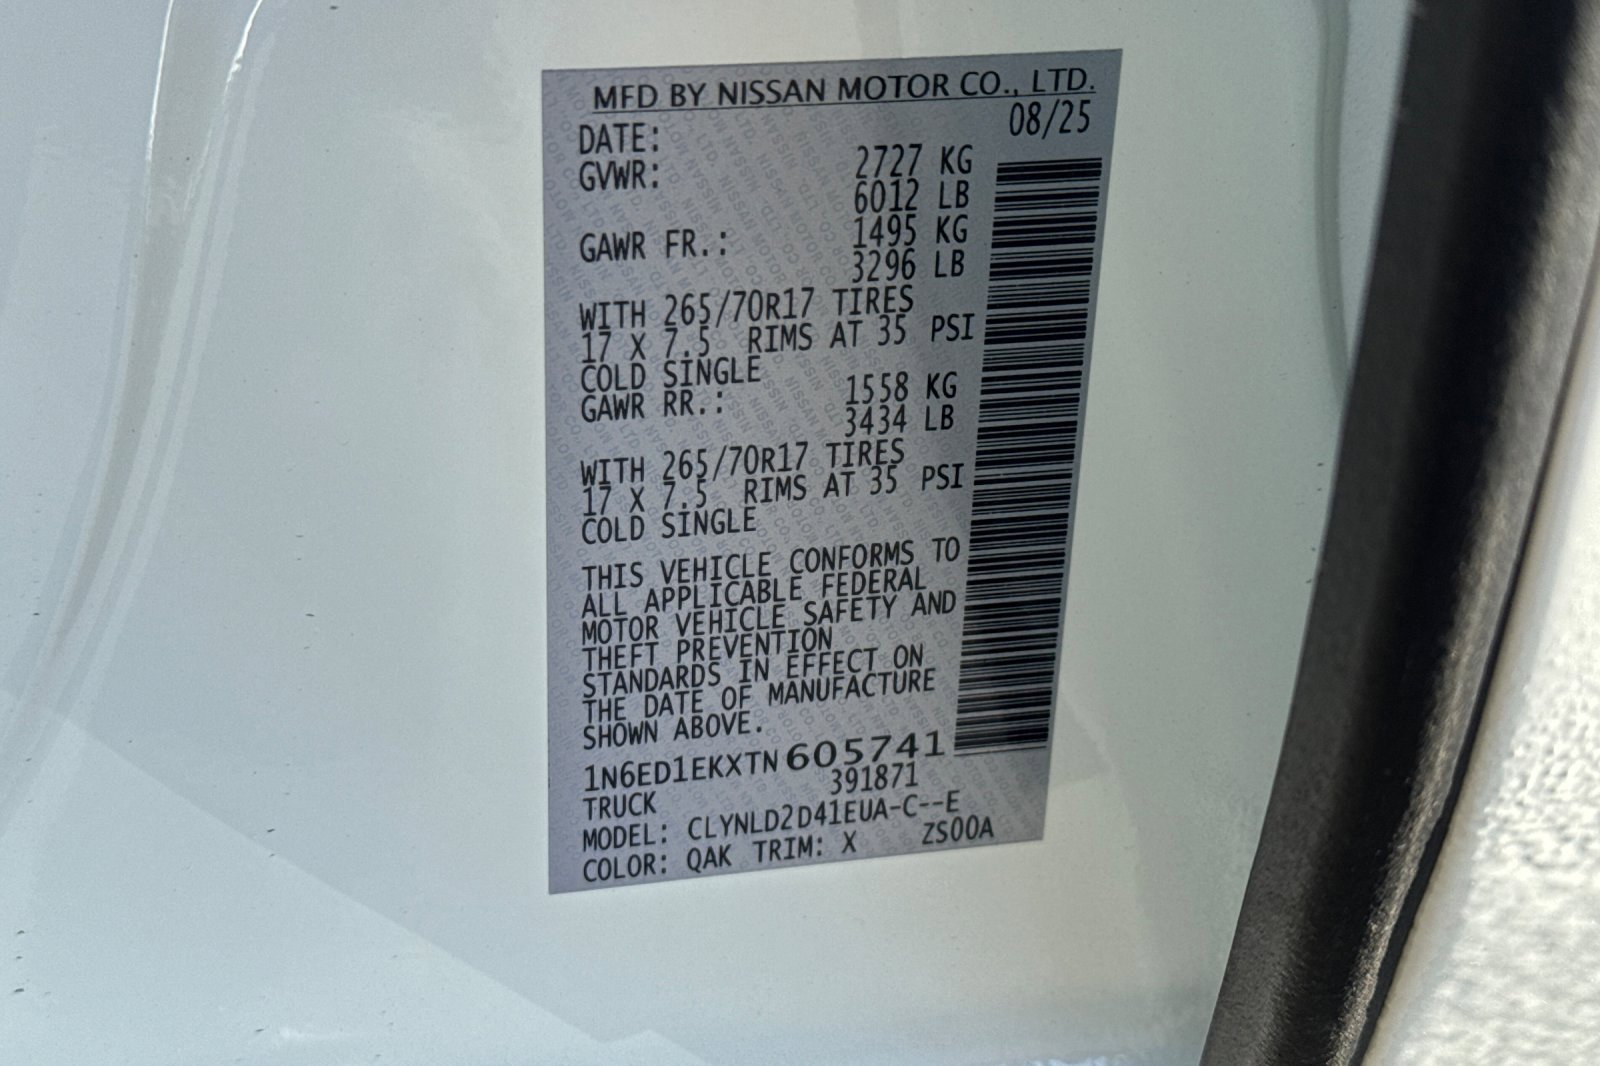 MFD BY NISSAN MOTOR CO., LTD.
DATE: 08/25
GVWR: 2727 KG
6012 LB
GAWR FR.: 1495 KG
3296 LB
WITH 265/70R17 TIRES
17 X 7.5 RIMS AT 35 PSI
COLD SINGLE
GAWR RR.: 1558 KG
3434 LB
WITH 265/70R17 TIRES
17 X 7.5 RIMS AT 35 PSI
COLD SINGLE
THIS VEHICLE CONFORMS TO
ALL APPLICABLE FEDERAL
MOTOR VEHICLE SAFETY AND
THEFT PREVENTION
STANDARDS IN EFFECT ON
THE DATE OF MANUFACTURE
SHOWN ABOVE.
1N6ED1EKXTN605741
TRUCK 391871
MODEL: CLYNLD2D41EUA-C--E
COLOR: QAK TRIM: X ZS00A